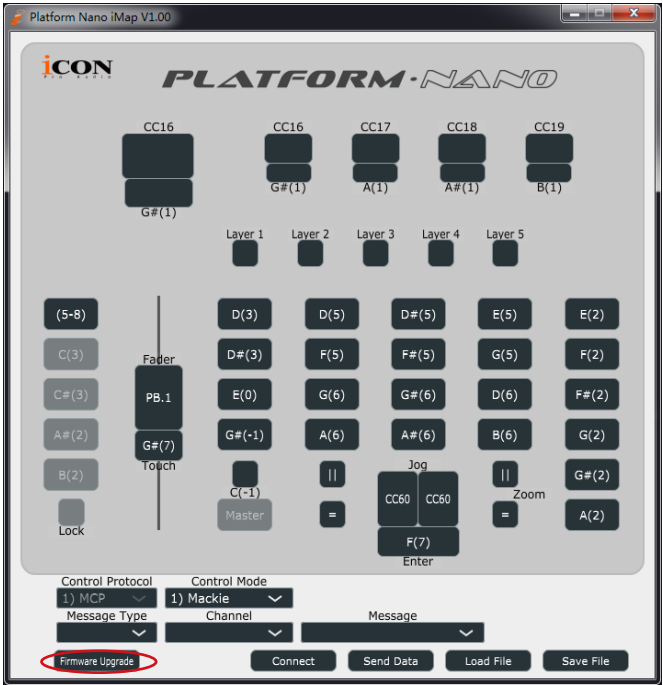 Platform Nano iMap V1.00
iCON
Pro Audio
PLATFORM·NANO
CC16 CC16 CC17 CC18 CC19
G#(1) A(1) A#(1) B(1)
G#(1)
Layer 1 Layer 2 Layer 3 Layer 4 Layer 5
(5-8) D(3) D(5) D#(5) E(5) E(2)
C(3) Fader D#(3) F(5) F#(5) G(5) F(2)
C#(3) PB.1 E(0) G(6) G#(6) D(6) F#(2)
A#(2) G#(7) G#(-1) A(6) A#(6) B(6) G(2)
Touch Jog
B(2) || || G#(2)
C(-1) CC60 CC60 Zoom
Lock Master = = A(2)
F(7)
Enter
Control Protocol Control Mode
1) MCP 1) Mackie
Message Type Channel Message
Firmware Upgrade Connect Send Data Load File Save File